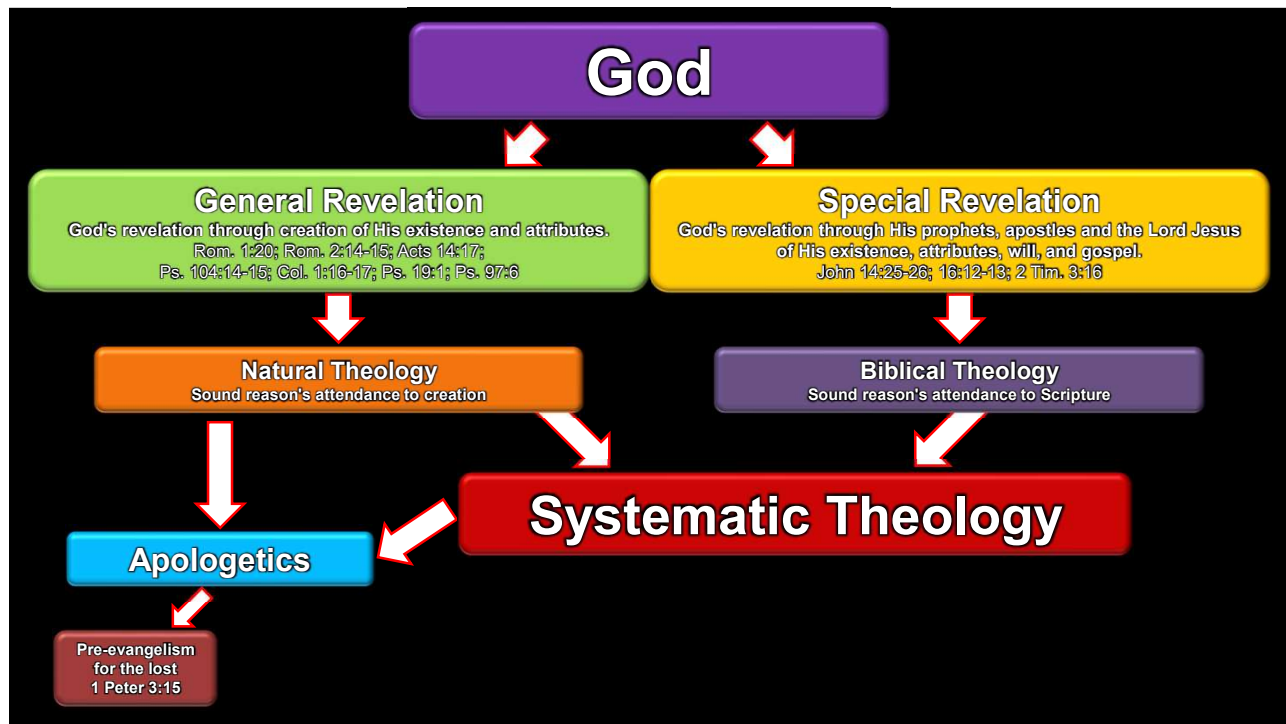 God
General Revelation
God's revelation through creation of His existence and attributes.
Rom. 1:20; Rom. 2:14-15; Acts 14:17;
Ps. 104:14-15; Col. 1:16-17; Ps. 19:1; Ps. 97:6
Special Revelation
God's revelation through His prophets, apostles and the Lord Jesus
of His existence, attributes, will, and gospel.
John 14:25-26; 16:12-13; 2 Tim. 3:16
Natural Theology
Sound reason's attendance to creation
Biblical Theology
Sound reason's attendance to Scripture
Systematic Theology
Apologetics
Pre-evangelism
for the lost
1 Peter 3:15